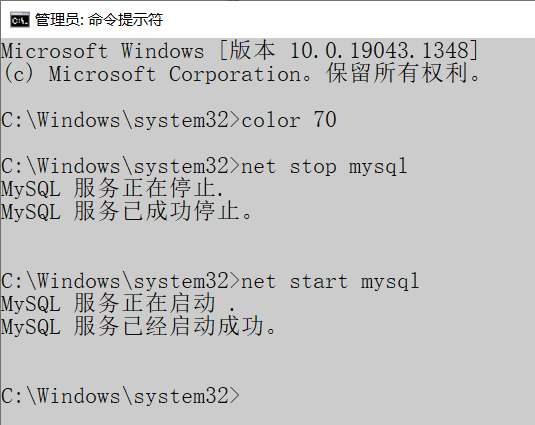 管理员: 命令提示符
Microsoft Windows [版本 10.0.19043.1348]
(c) Microsoft Corporation。保留所有权利。
C:\Windows\system32>color 70
C:\Windows\system32>net stop mysql
MySQL 服务正在停止.
MySQL 服务已成功停止。
C:\Windows\system32>net start mysql
MySQL 服务正在启动 .
MySQL 服务已经启动成功。
C:\Windows\system32>